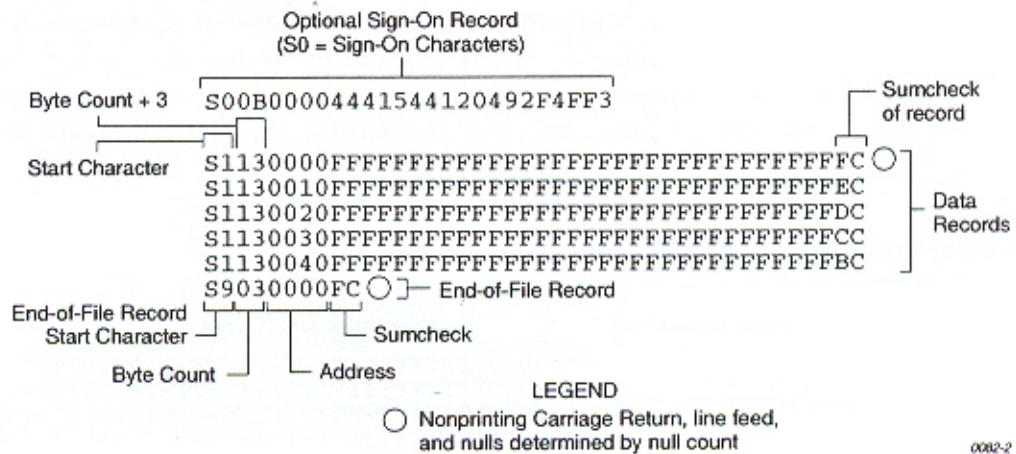 Optional Sign-On Record
(S0 = Sign-On Characters)
Byte Count + 3
S00B00004441544120492F4FF3
Sumcheck
of record
Start Character
S1130000FFFFFFFFFFFFFFFFFFFFFFFFFFFFFFFFFC
S1130010FFFFFFFFFFFFFFFFFFFFFFFFFFFFFFFFEC
S1130020FFFFFFFFFFFFFFFFFFFFFFFFFFFFFFFFDC
S1130030FFFFFFFFFFFFFFFFFFFFFFFFFFFFFFFFCC
S1130040FFFFFFFFFFFFFFFFFFFFFFFFFFFFFFFFBC
Data
Records
S9030000FC
End-of-File Record
End-of-File Record
Start Character
Sumcheck
Byte Count
Address
LEGEND
Nonprinting Carriage Return, line feed,
and nulls determined by null count
0082-2